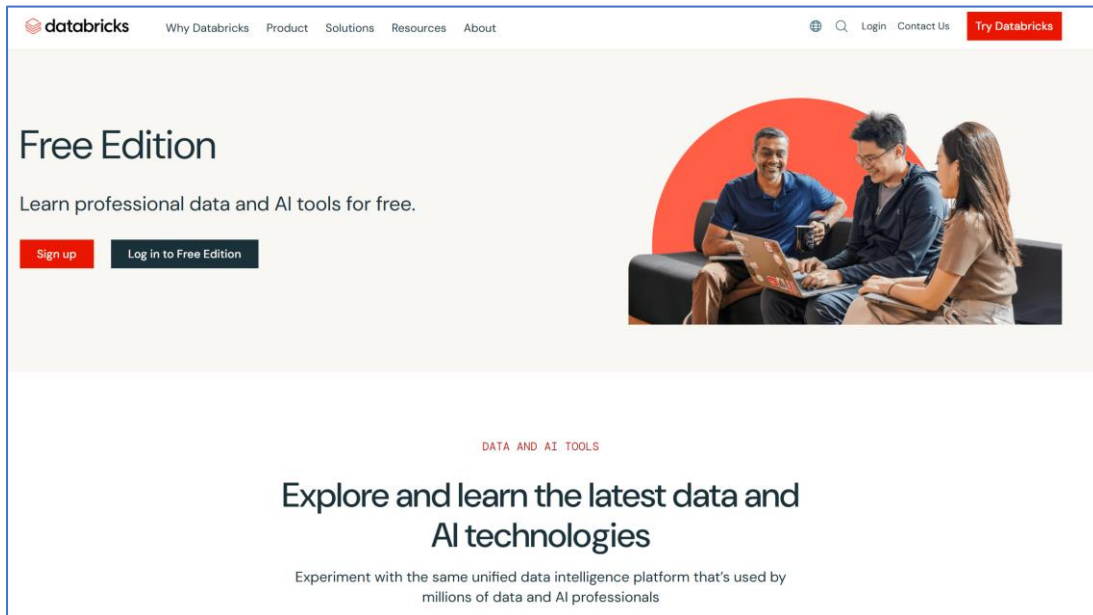 databricks Why Databricks Product Solutions Resources About Login Contact Us Try Databricks
Free Edition
Learn professional data and AI tools for free.
Sign up Log in to Free Edition
DATA AND AI TOOLS
Explore and learn the latest data and
AI technologies
Experiment with the same unified data intelligence platform that's used by
millions of data and AI professionals